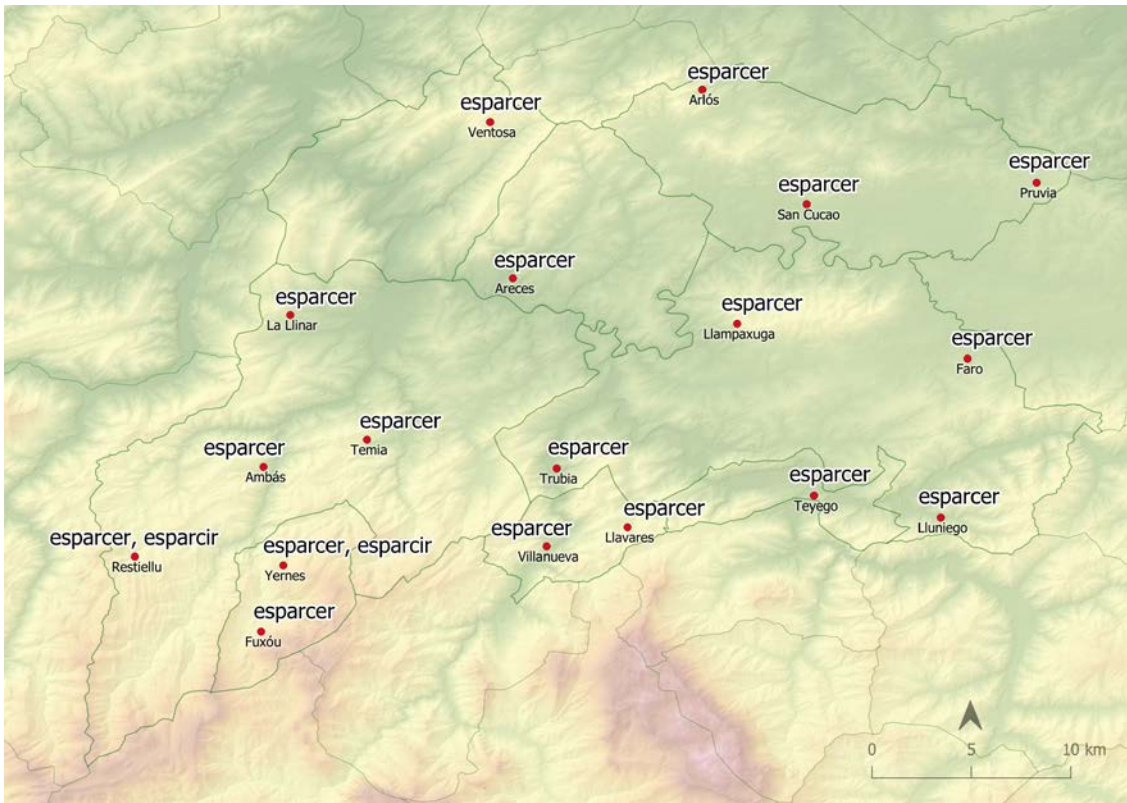 esparcer
Arlós
esparcer
Ventosa
esparcer
Pruvia
esparcer
San Cucao
esparcer
Areces
esparcer
La Llinar
esparcer
Llampaxuga
esparcer
Faro
esparcer
Temia
esparcer
Ambás
esparcer
Trubia
esparcer
Teyego
esparcer
Lluniego
esparcer
Llavares
esparcer
Villanueva
esparcer, esparcir
Restiellu
esparcer, esparcir
Yernes
esparcer
Fuxóu
0 5 10 km